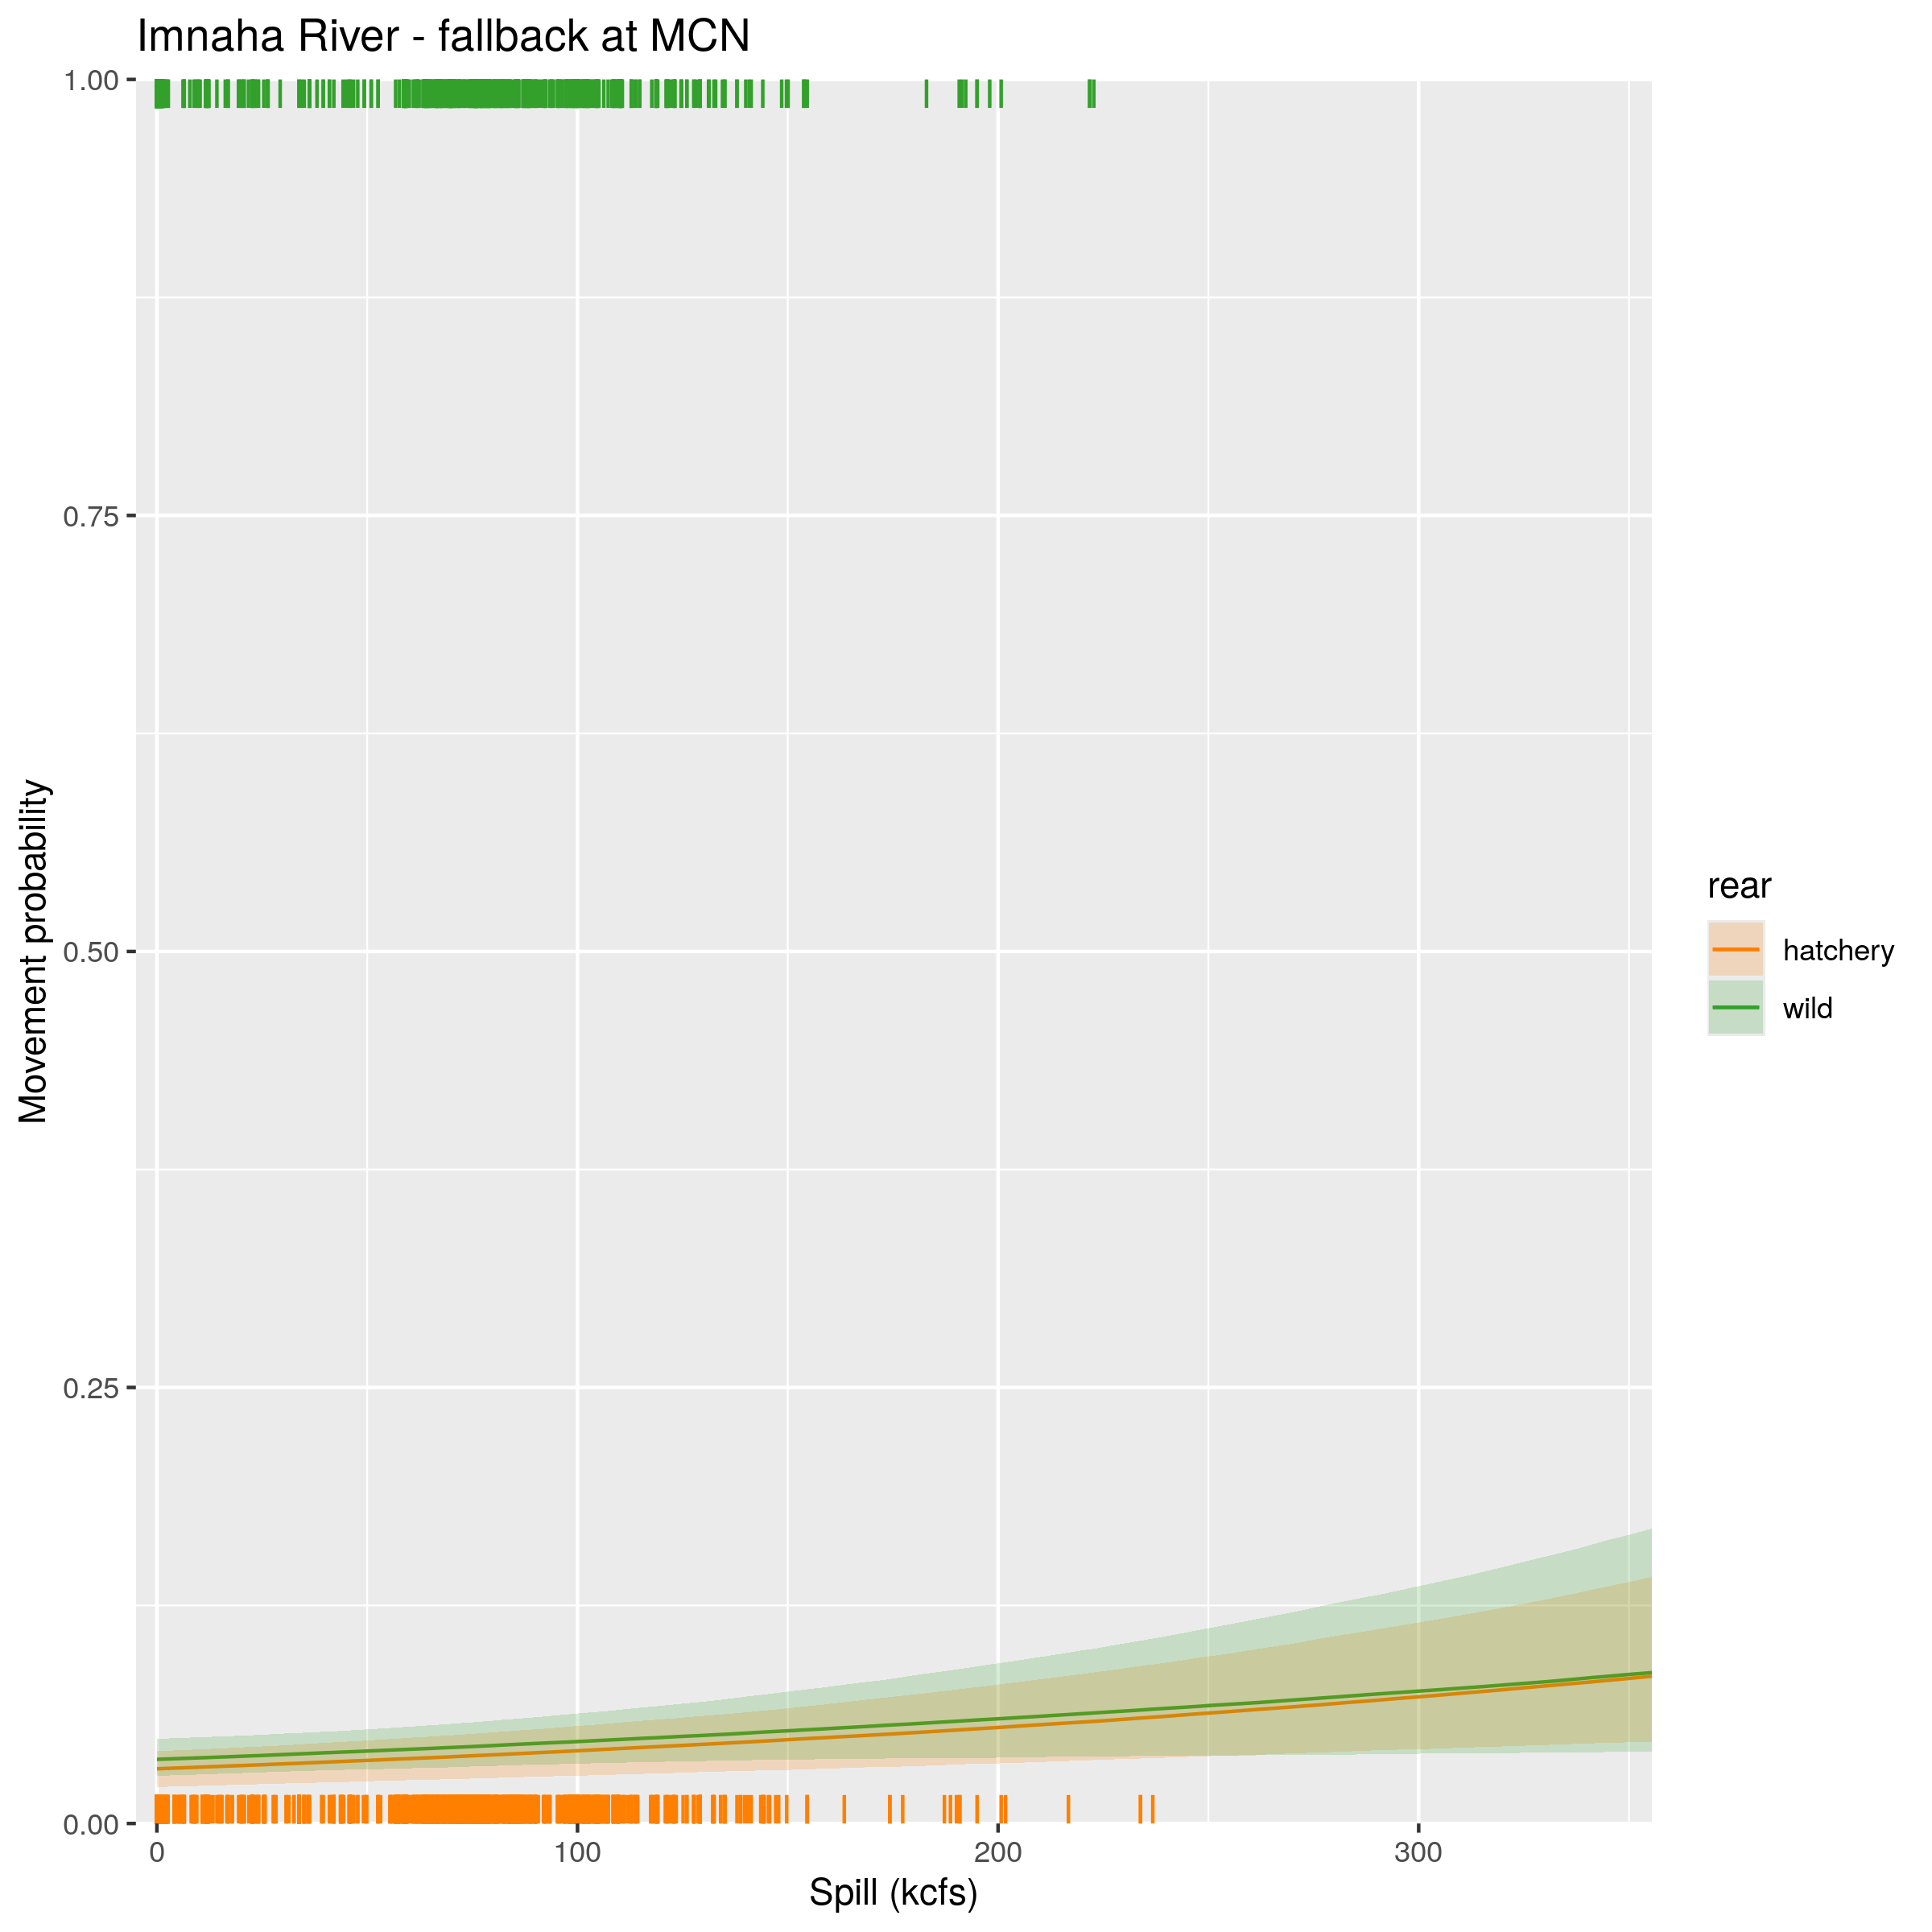 Imnaha River - fallback at MCN
1.00
0.75
0.50
0.25
0.00
Movement probability
0
100
200
300
Spill (kcfs)
rear
hatchery
wild